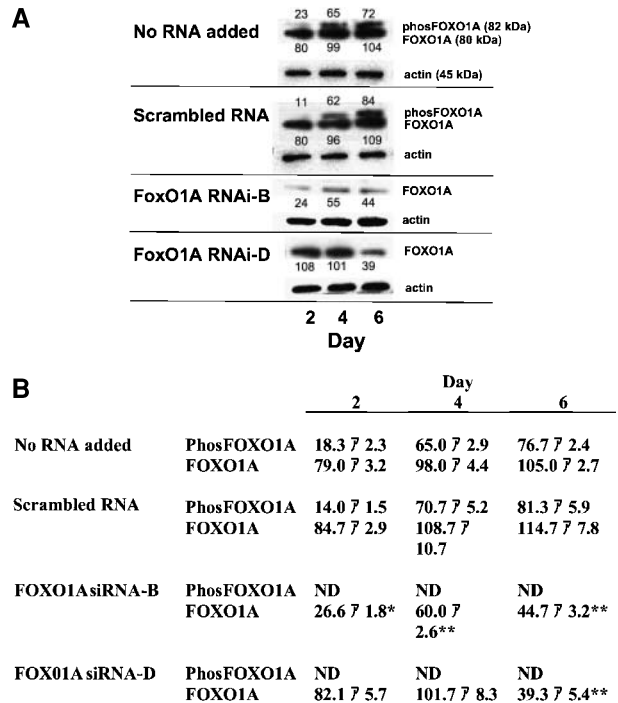 A
No RNA added
23 65 72
phosFOXO1A (82 kDa)
FOXO1A (80 kDa)
80 99 104
actin (45 kDa)
Scrambled RNA
11 62 84
phosFOXO1A
FOXO1A
80 96 109
actin
FoxO1A RNAi-B
FOXO1A
24 55 44
actin
FoxO1A RNAi-D
FOXO1A
108 101 39
actin
2 4 6
Day
B
Day
2 4 6
No RNA added PhosFOXO1A 18.3 7 2.3 65.0 7 2.9 76.7 7 2.4
FOXO1A 79.0 7 3.2 98.0 7 4.4 105.0 7 2.7
Scrambled RNA PhosFOXO1A 14.0 7 1.5 70.7 7 5.2 81.3 7 5.9
FOXO1A 84.7 7 2.9 108.7 7 114.7 7 7.8
10.7
FOXO1AsiRNA-B PhosFOXO1A ND ND ND
FOXO1A 26.6 7 1.8* 60.0 7 44.7 7 3.2**
2.6**
FOX01AsiRNA-D PhosFOXO1A ND ND ND
FOXO1A 82.1 7 5.7 101.7 7 8.3 39.3 7 5.4**